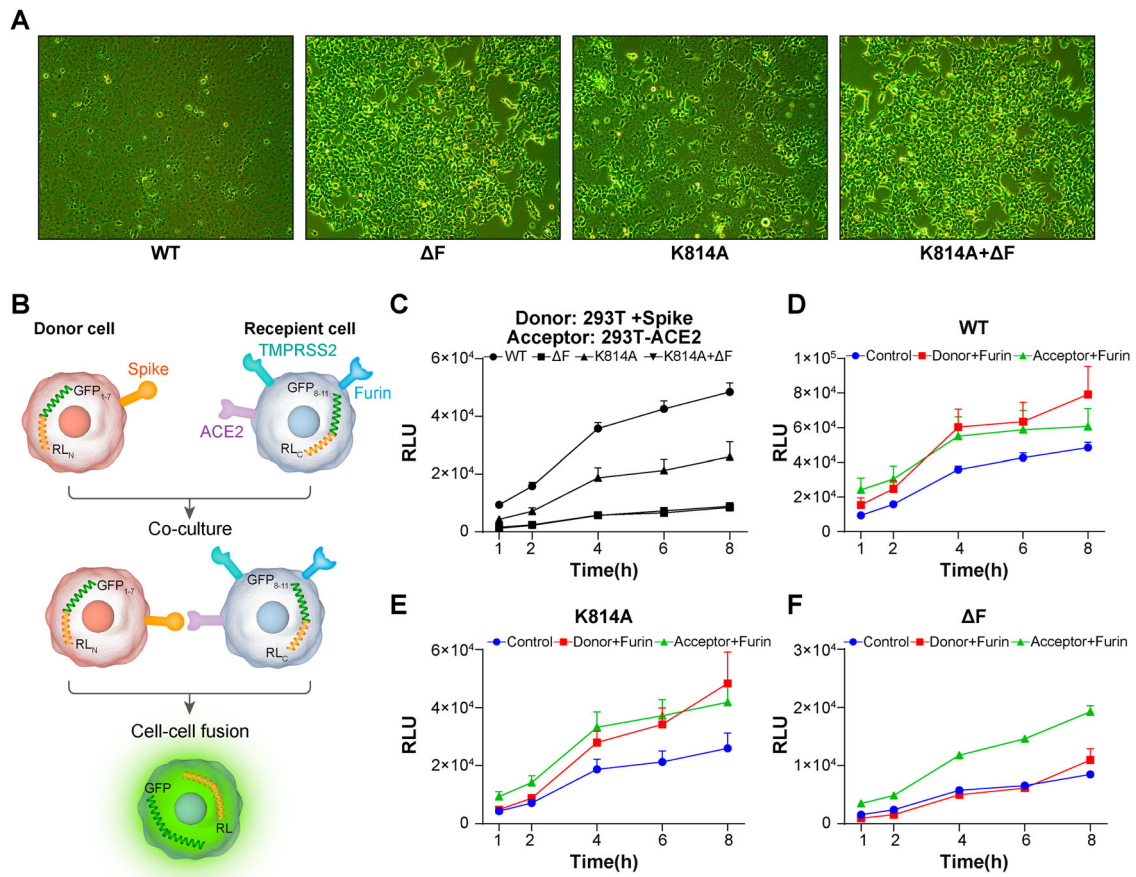 A
WT
ΔF
K814A
K814A+ΔF
B
Donor cell
Recepient cell
TMPRSS2
Spike
GFP1-7
GFP8-11
Furin
ACE2
RLN
RLC
Co-culture
GFP1-7
GFP8-11
RLN
RLC
Cell-cell fusion
GFP
RL
C
Donor: 293T +Spike
Acceptor: 293T-ACE2
WT ΔF K814A K814A+ΔF
6×10⁴
4×10⁴
2×10⁴
0
RLU
1 2 4 6 8
Time(h)
D
WT
Control Donor+Furin Acceptor+Furin
1×10⁵
8×10⁴
6×10⁴
4×10⁴
2×10⁴
0
RLU
1 2 4 6 8
Time(h)
E
K814A
Control Donor+Furin Acceptor+Furin
6×10⁴
4×10⁴
2×10⁴
0
RLU
1 2 4 6 8
Time(h)
F
ΔF
Control Donor+Furin Acceptor+Furin
3×10⁴
2×10⁴
1×10⁴
0
RLU
1 2 4 6 8
Time(h)